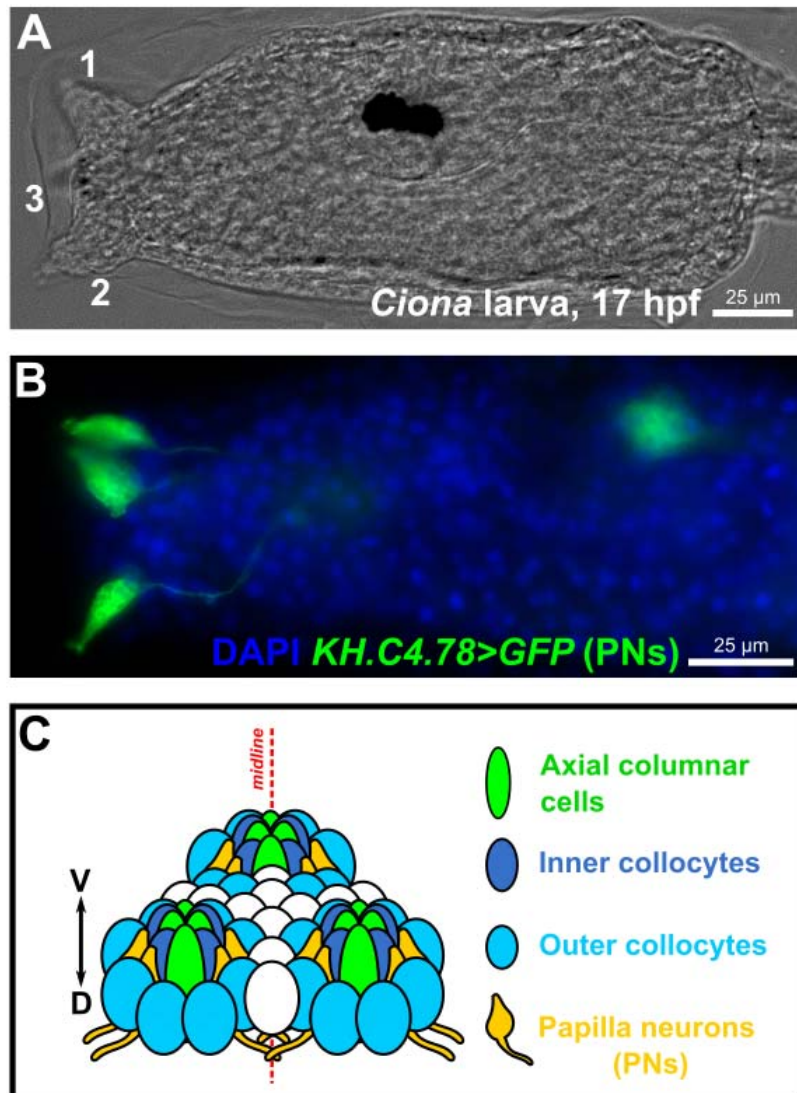 A
1
3
2
Ciona larva, 17 hpf
25 µm
B
DAPI KH.C4.78>GFP (PNs)
25 µm
C
midline
V
D
Axial columnar
cells
Inner collocytes
Outer collocytes
Papilla neurons
(PNs)